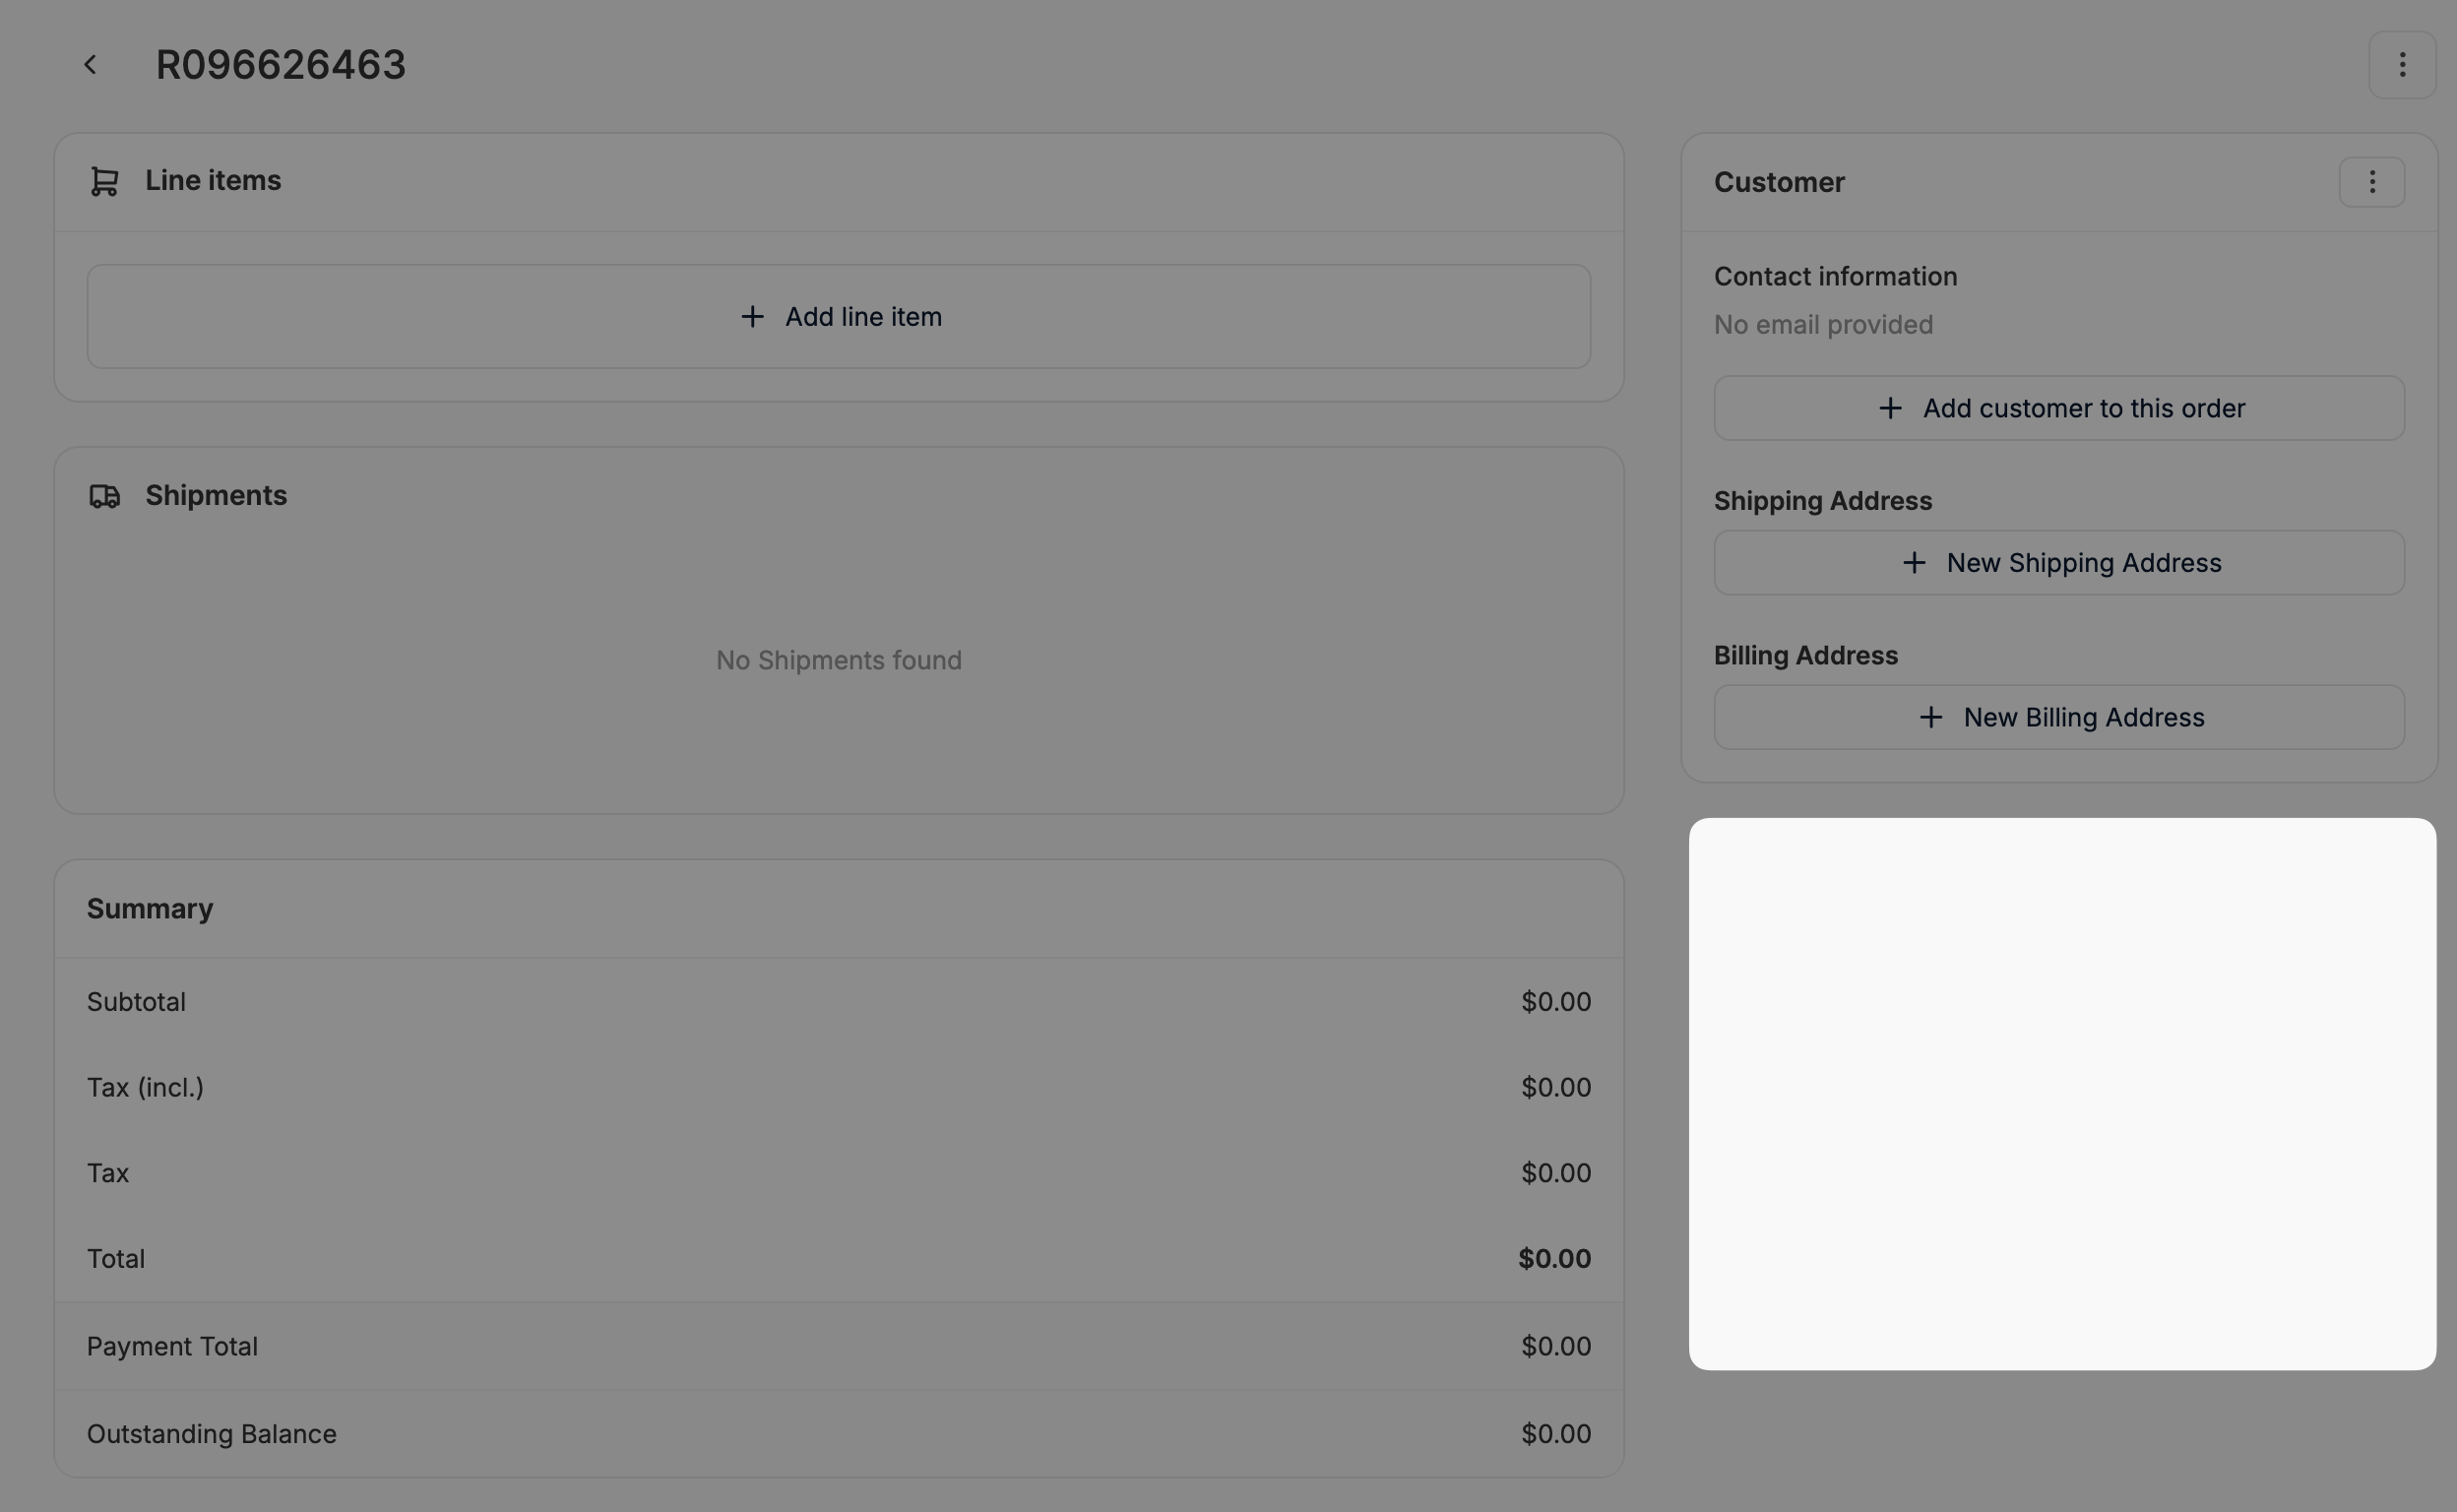 R096626463
Line items
Add line item
Shipments
No Shipments found
Summary
Subtotal $0.00
Tax (incl.) $0.00
Tax $0.00
Total $0.00
Payment Total $0.00
Outstanding Balance $0.00
Customer
Contact information
No email provided
Add customer to this order
Shipping Address
New Shipping Address
Billing Address
New Billing Address